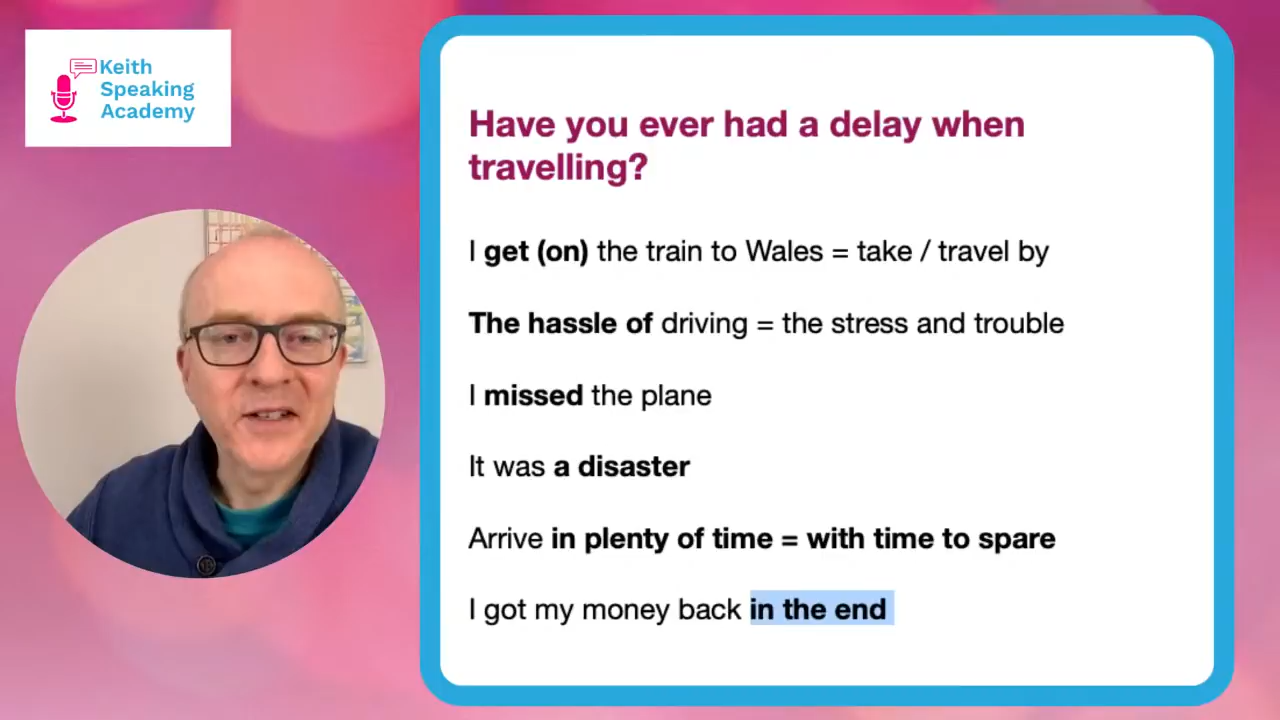 Keith
Speaking
Academy
Have you ever had a delay when
travelling?
I get (on) the train to Wales = take / travel by
The hassle of driving = the stress and trouble
I missed the plane
It was a disaster
Arrive in plenty of time = with time to spare
I got my money back in the end